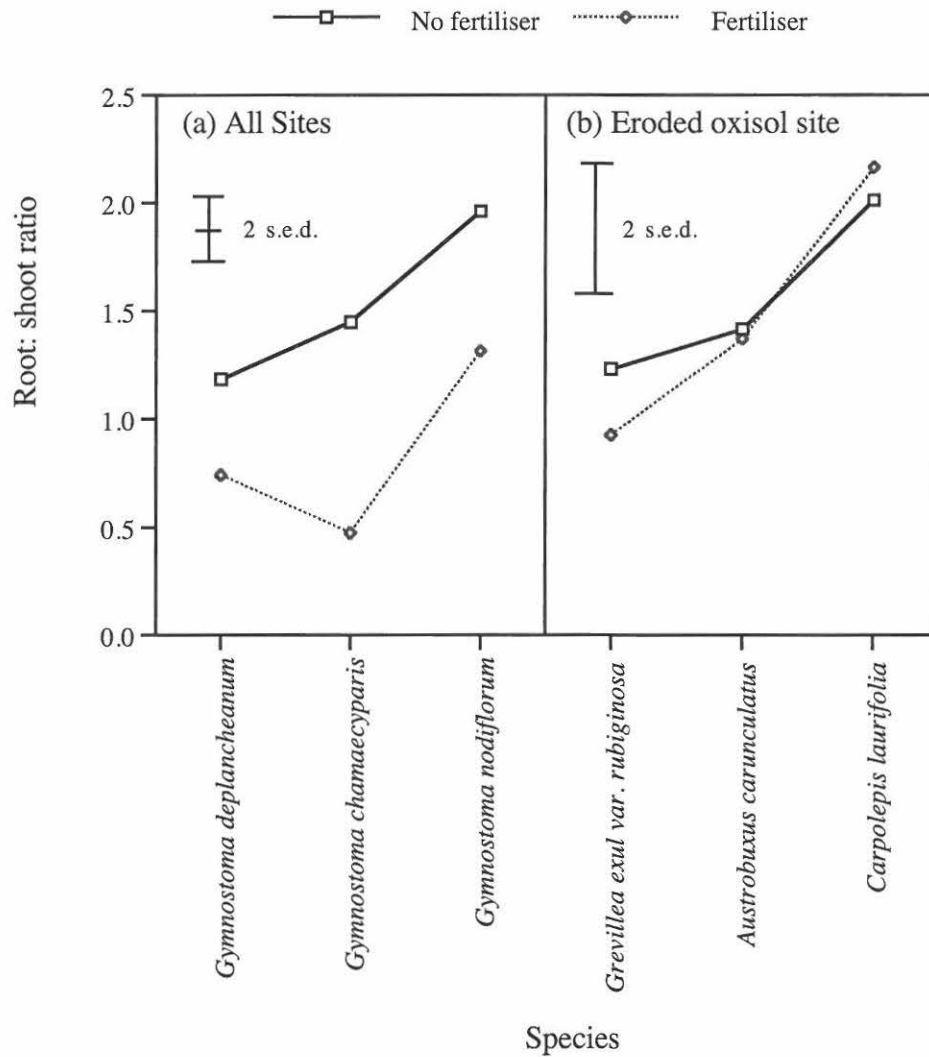 No fertiliser
Fertiliser
(a) All Sites
(b) Eroded oxisol site
2 s.e.d.
2 s.e.d.
Root: shoot ratio
2.5
2.0
1.5
1.0
0.5
0.0
Gymnostoma deplancheanum
Gymnostoma chamaecyparis
Gymnostoma nodiflorum
Grevillea exul var. rubiginosa
Austrobuxus carunculatus
Carpolepis laurifolia
Species